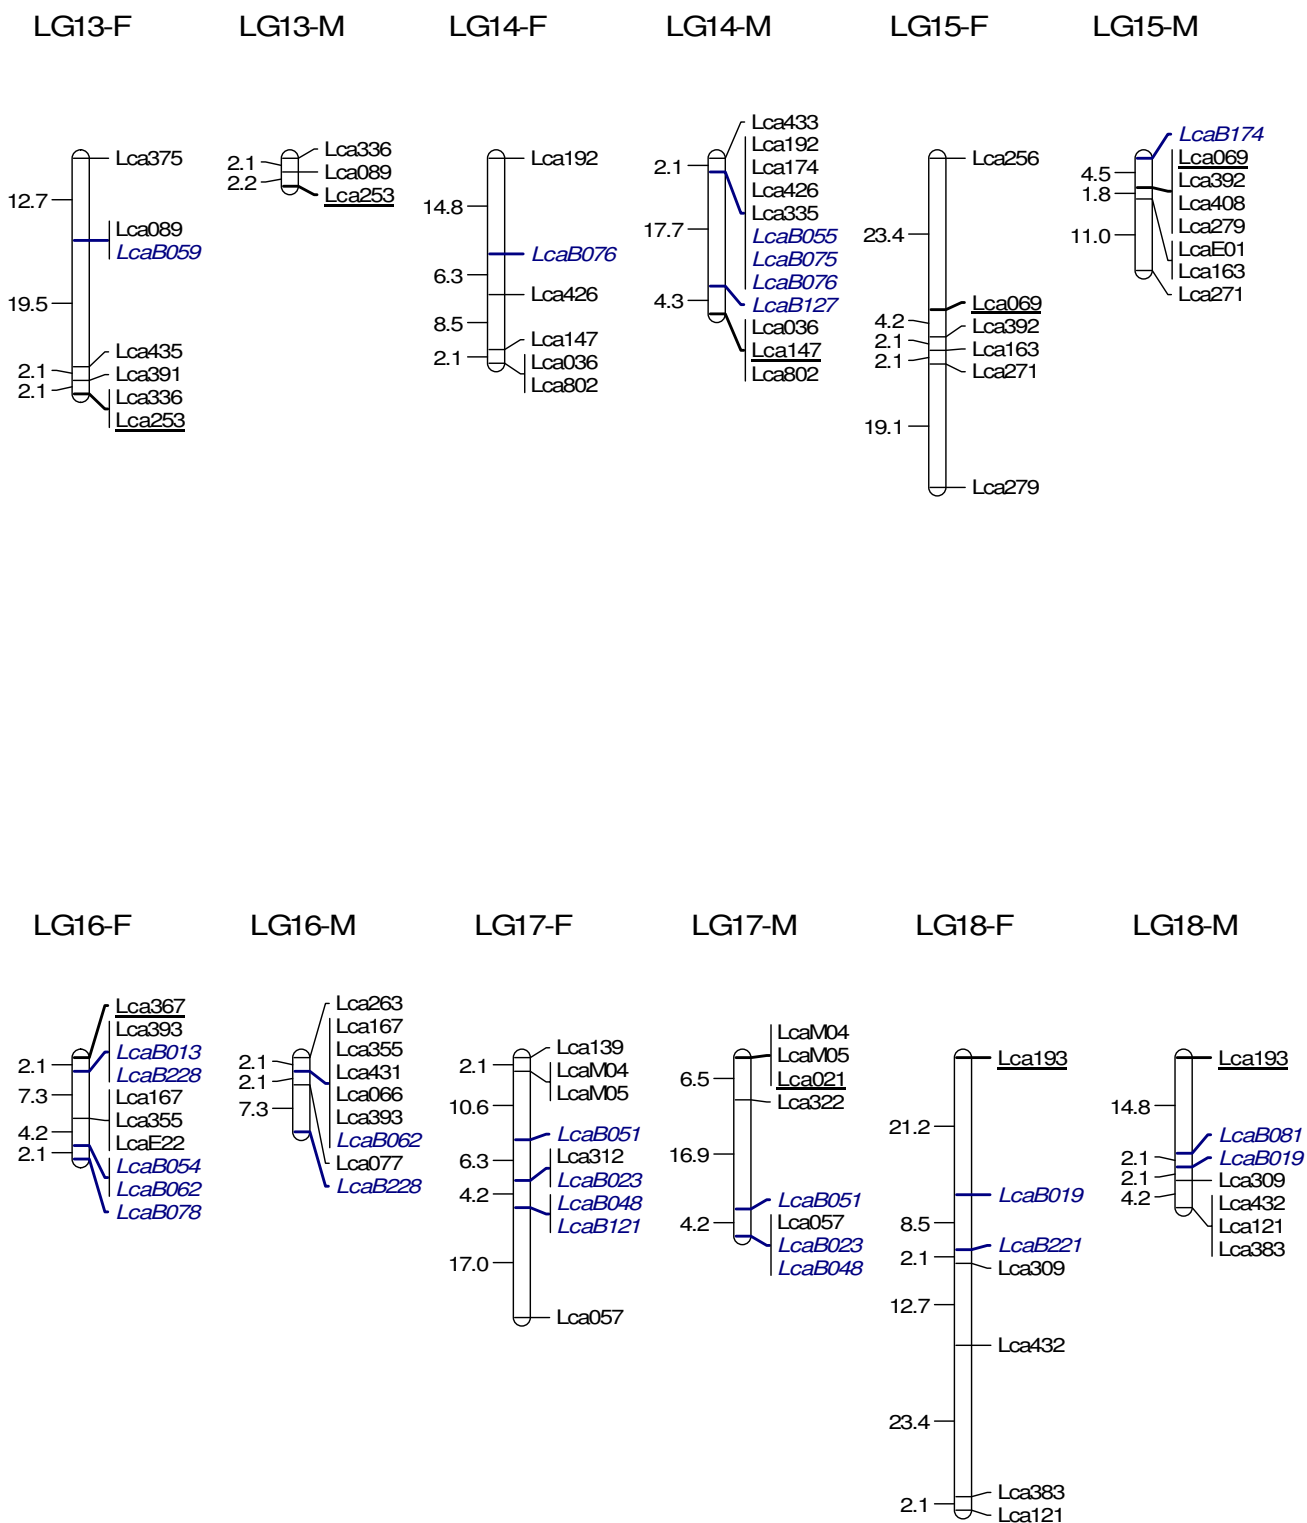 LG13-F
LG13-M
LG14-F
LG14-M
LG15-F
LG15-M
12.7
19.5
2.1
2.1
Lca375
Lca089
LcaB059
Lca435
Lca391
Lca336
Lca253
2.1
2.2
Lca336
Lca089
Lca253
14.8
6.3
8.5
2.1
Lca192
LcaB076
Lca426
Lca147
Lca036
Lca802
2.1
17.7
4.3
Lca433
Lca192
Lca174
Lca426
Lca335
LcaB055
LcaB075
LcaB076
LcaB127
Lca036
Lca147
Lca802
23.4
4.2
2.1
2.1
19.1
Lca256
Lca069
Lca392
Lca163
Lca271
Lca279
4.5
1.8
11.0
LcaB174
Lca069
Lca392
Lca408
Lca279
LcaE01
Lca163
Lca271
LG16-F
LG16-M
LG17-F
LG17-M
LG18-F
LG18-M
2.1
7.3
4.2
2.1
Lca367
Lca393
LcaB013
LcaB228
Lca167
Lca355
LcaE22
LcaB054
LcaB062
LcaB078
2.1
2.1
7.3
Lca263
Lca167
Lca355
Lca431
Lca066
Lca393
LcaB062
Lca077
LcaB228
2.1
10.6
6.3
4.2
17.0
Lca139
LcaM04
LcaM05
LcaB051
Lca312
LcaB023
LcaB048
LcaB121
Lca057
6.5
16.9
4.2
LcaM04
LcaM05
Lca021
Lca322
LcaB051
Lca057
LcaB023
LcaB048
21.2
8.5
2.1
12.7
23.4
2.1
Lca193
LcaB019
LcaB221
Lca309
Lca432
Lca383
Lca121
14.8
2.1
2.1
4.2
Lca193
LcaB081
LcaB019
Lca309
Lca432
Lca121
Lca383